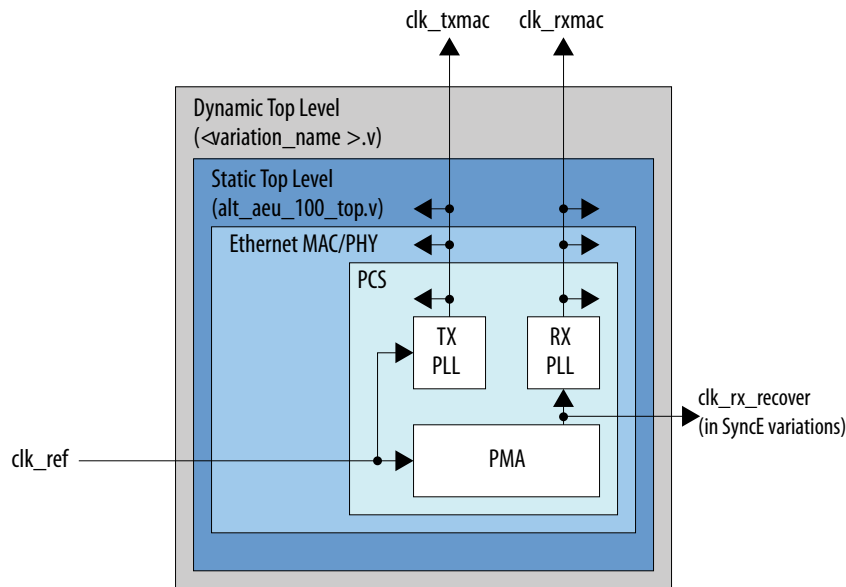 clk_txmac
clk_rxmac
Dynamic Top Level
(<variation_name >.v)
Static Top Level
(alt_aeu_100_top.v)
Ethernet MAC/PHY
PCS
TX
PLL
RX
PLL
clk_rx_recover
(in SyncE variations)
clk_ref
PMA